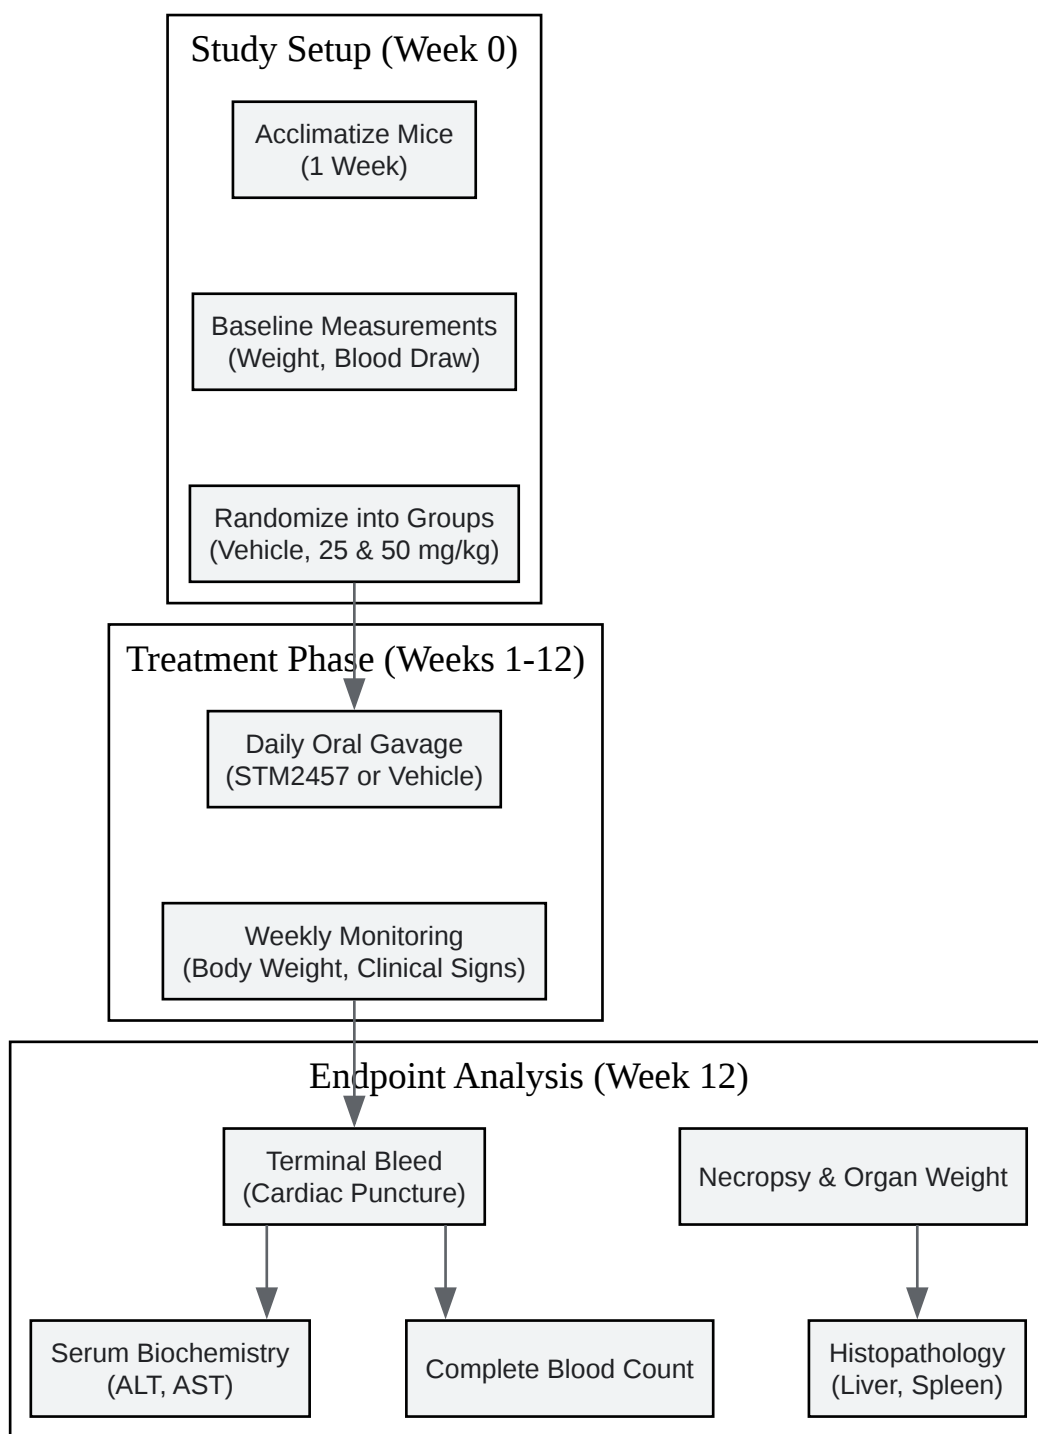 Study Setup (Week 0)
Acclimatize Mice
(1 Week)
Baseline Measurements
(Weight, Blood Draw)
Randomize into Groups
(Vehicle, 25 & 50 mg/kg)
Treatment Phase (Weeks 1-12)
Daily Oral Gavage
(STM2457 or Vehicle)
Weekly Monitoring
(Body Weight, Clinical Signs)
Endpoint Analysis (Week 12)
Terminal Bleed
(Cardiac Puncture)
Necropsy & Organ Weight
Serum Biochemistry
(ALT, AST)
Complete Blood Count
Histopathology
(Liver, Spleen)